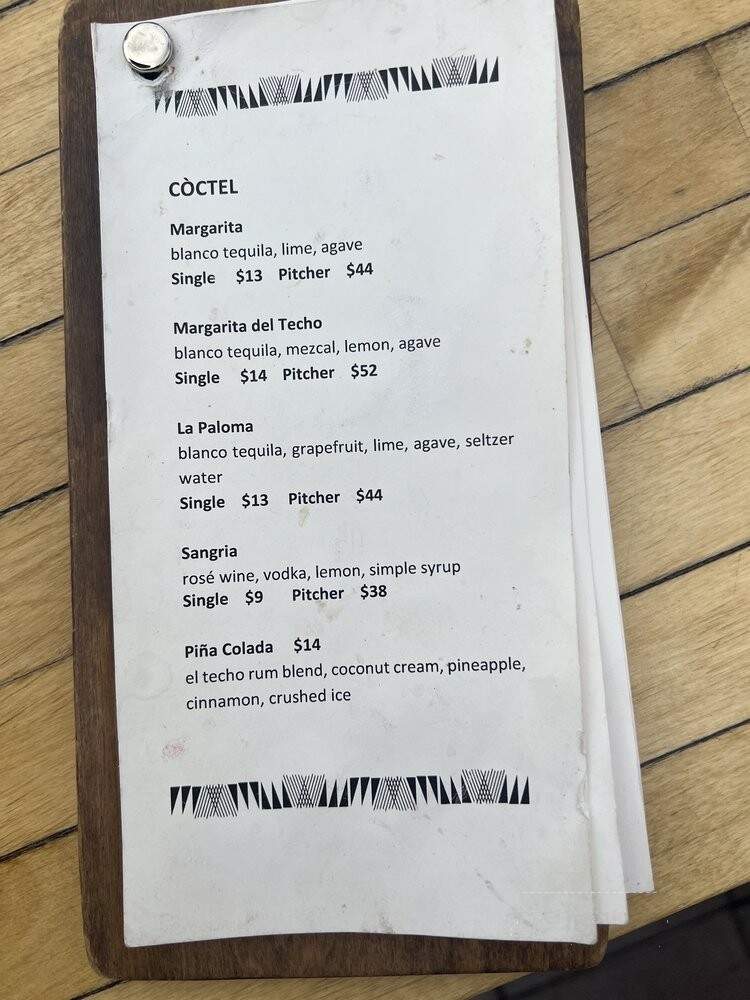 CÒCTEL
Margarita
blanco tequila, lime, agave
Single $13 Pitcher $44
Margarita del Techo
blanco tequila, mezcal, lemon, agave
Single $14 Pitcher $52
La Paloma
blanco tequila, grapefruit, lime, agave, seltzer
water
Single $13 Pitcher $44
Sangria
rosé wine, vodka, lemon, simple syrup
Single $9 Pitcher $38
Piña Colada $14
el techo rum blend, coconut cream, pineapple,
cinnamon, crushed ice